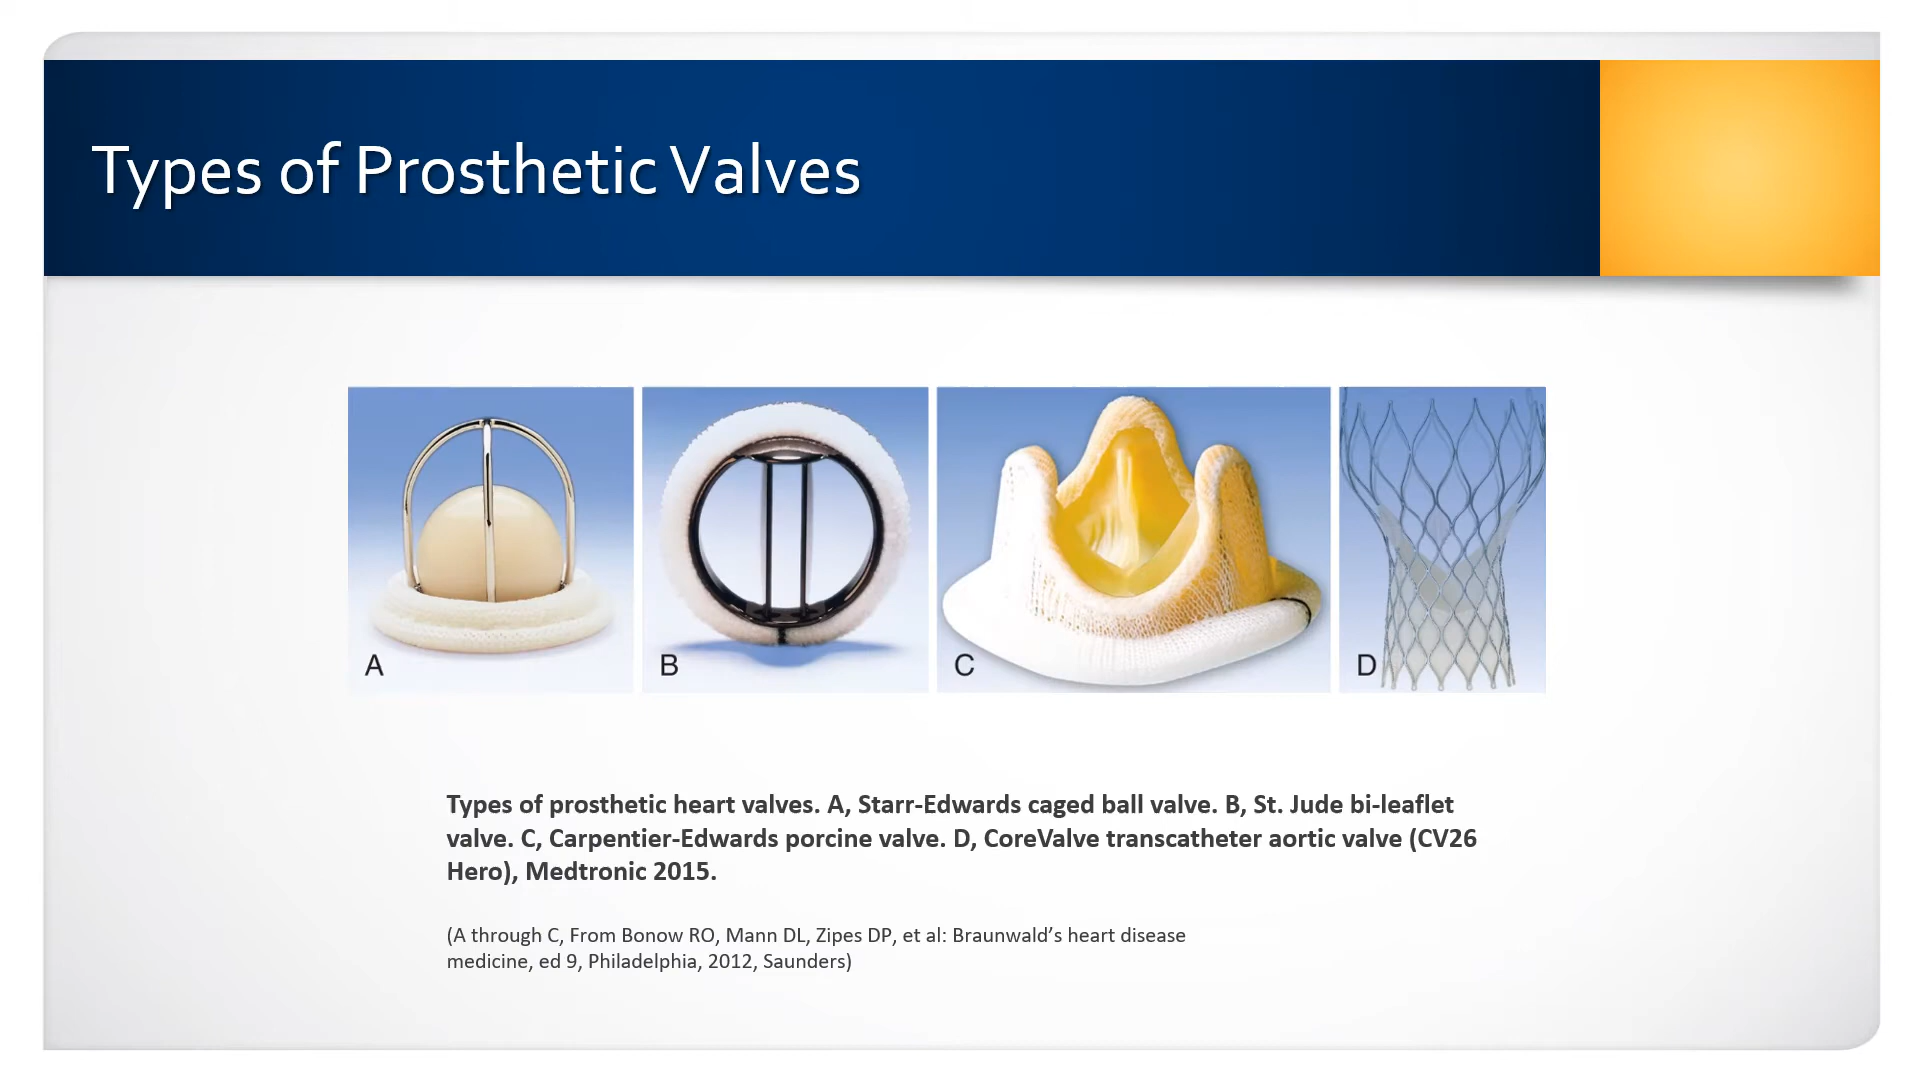 Types of Prosthetic Valves
A
B
C
D
Types of prosthetic heart valves. A, Starr-Edwards caged ball valve. B, St. Jude bi-leaflet
valve. C, Carpentier-Edwards porcine valve. D, CoreValve transcatheter aortic valve (CV26
Hero), Medtronic 2015.
(A through C, From Bonow RO, Mann DL, Zipes DP, et al: Braunwald’s heart disease
medicine, ed 9, Philadelphia, 2012, Saunders)